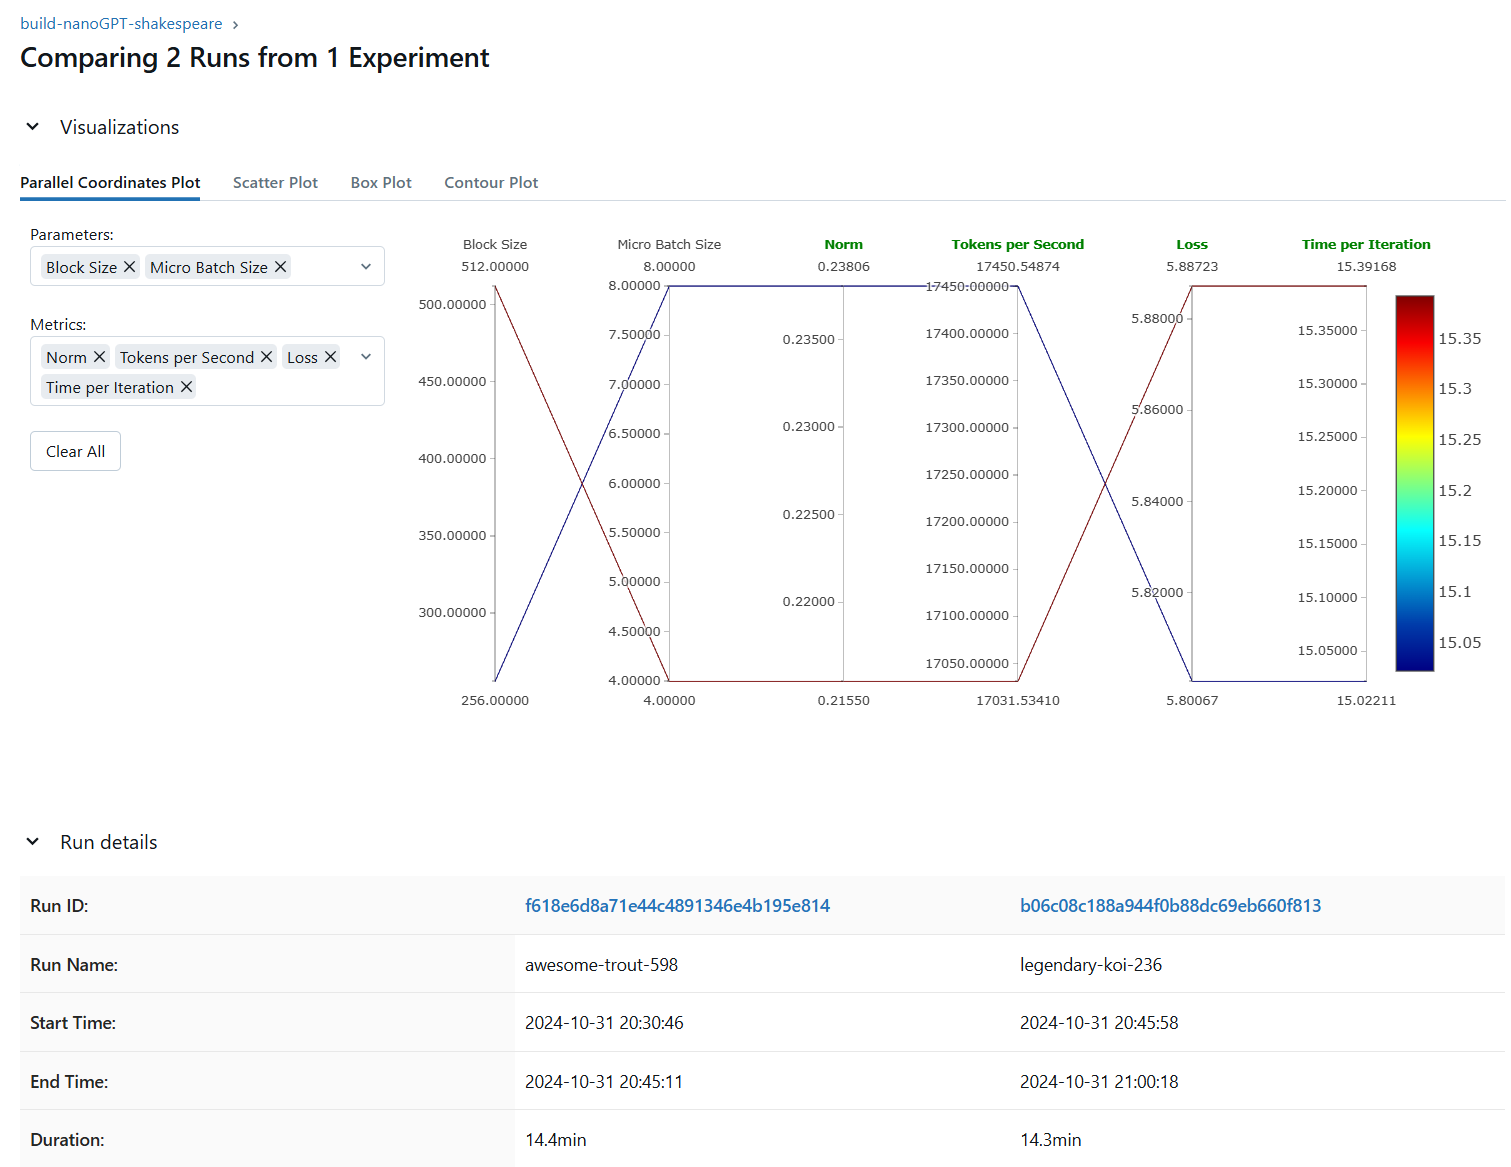 build-nanoGPT-shakespeare
Comparing 2 Runs from 1 Experiment
Visualizations
Parallel Coordinates Plot Scatter Plot Box Plot Contour Plot
Parameters:
Block Size Micro Batch Size
Metrics:
Norm Tokens per Second Loss
Time per Iteration
Clear All
Block Size Micro Batch Size Norm Tokens per Second Loss Time per Iteration
512.00000 8.00000 0.23806 17450.54874 5.88723 15.39168
500.00000
450.00000
400.00000
350.00000
300.00000
256.00000
8.00000
7.50000
7.00000
6.50000
6.00000
5.50000
5.00000
4.50000
4.00000
4.00000
0.23500
0.23000
0.22500
0.22000
0.21550
17450.00000
17400.00000
17350.00000
17300.00000
17250.00000
17200.00000
17150.00000
17100.00000
17050.00000
17031.53410
5.88000
5.86000
5.84000
5.82000
5.80067
15.35000
15.30000
15.25000
15.20000
15.15000
15.10000
15.05000
15.02211
15.35
15.3
15.25
15.2
15.15
15.1
15.05
Run details
Run ID: f618e6d8a71e44c4891346e4b195e814 b06c08c188a944f0b88dc69eb660f813
Run Name: awesome-trout-598 legendary-koi-236
Start Time: 2024-10-31 20:30:46 2024-10-31 20:45:58
End Time: 2024-10-31 20:45:11 2024-10-31 21:00:18
Duration: 14.4min 14.3min